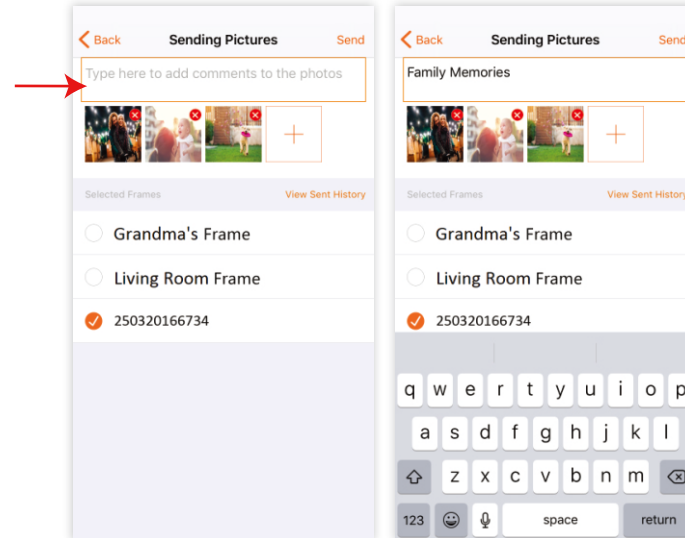 Back Sending Pictures Send
Type here to add comments to the photos
Selected Frames View Sent History
Grandma's Frame
Living Room Frame
250320166734
Back Sending Pictures Send
Family Memories
Selected Frames View Sent History
Grandma's Frame
Living Room Frame
250320166734
q w e r t y u i o p
a s d f g h j k l
z x c v b n m
123 space return